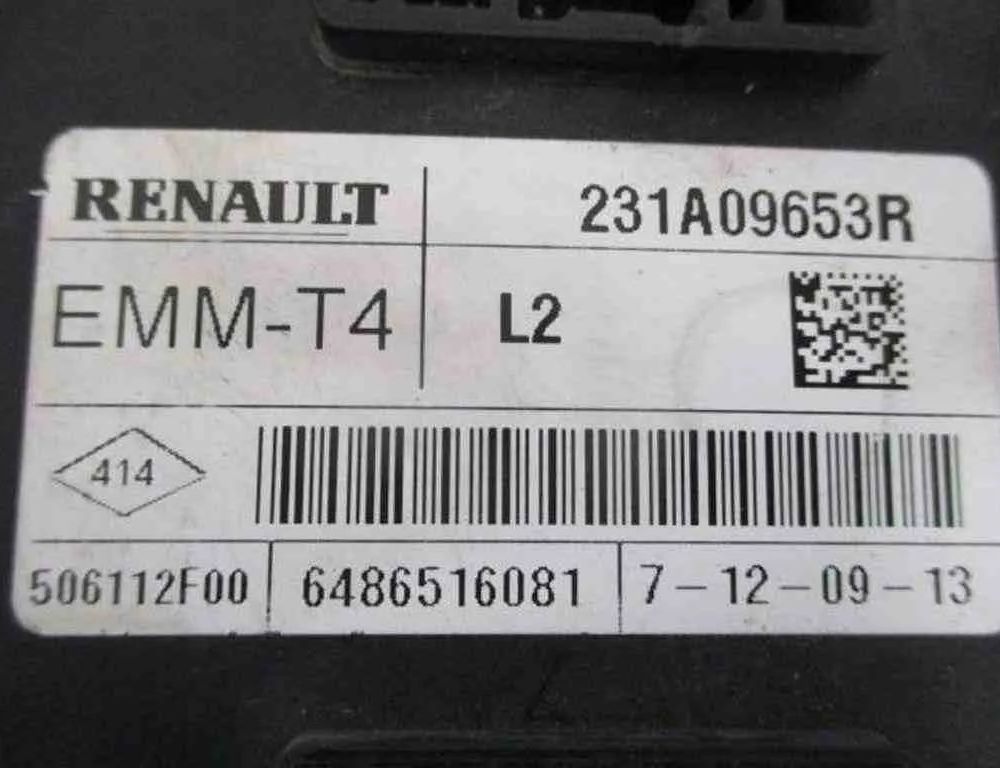 RENAULT 231A09653R
EMM-T4 L2
414
506112F00 6486516081 7-12-09-13